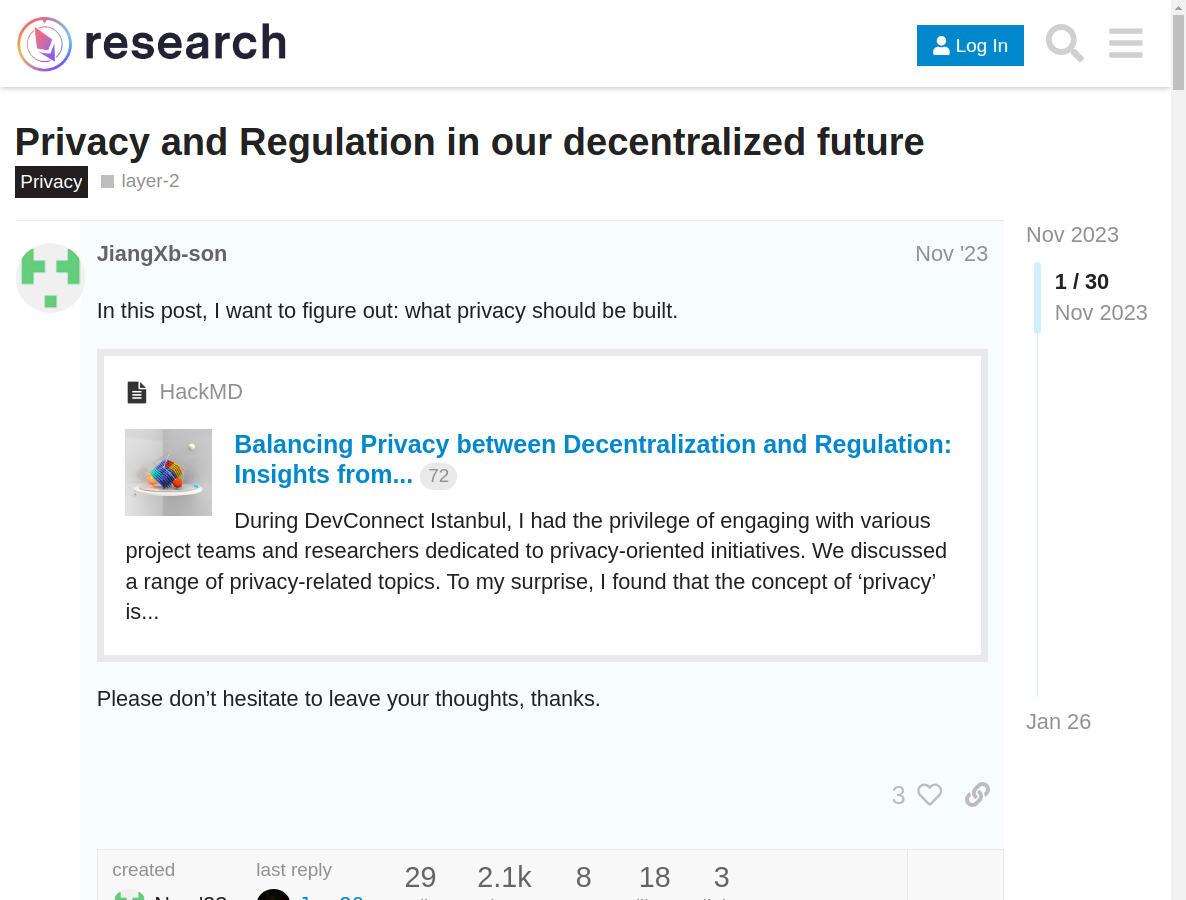 research
Log In
Privacy and Regulation in our decentralized future
Privacy layer-2
JiangXb-son
Nov '23
In this post, I want to figure out: what privacy should be built.
HackMD
Balancing Privacy between Decentralization and Regulation:
Insights from... 72
During DevConnect Istanbul, I had the privilege of engaging with various
project teams and researchers dedicated to privacy-oriented initiatives. We discussed
a range of privacy-related topics. To my surprise, I found that the concept of ‘privacy’
is...
Please don’t hesitate to leave your thoughts, thanks.
3
created
last reply
29
2.1k
8
18
3
Nov 2023
1 / 30
Nov 2023
Jan 26